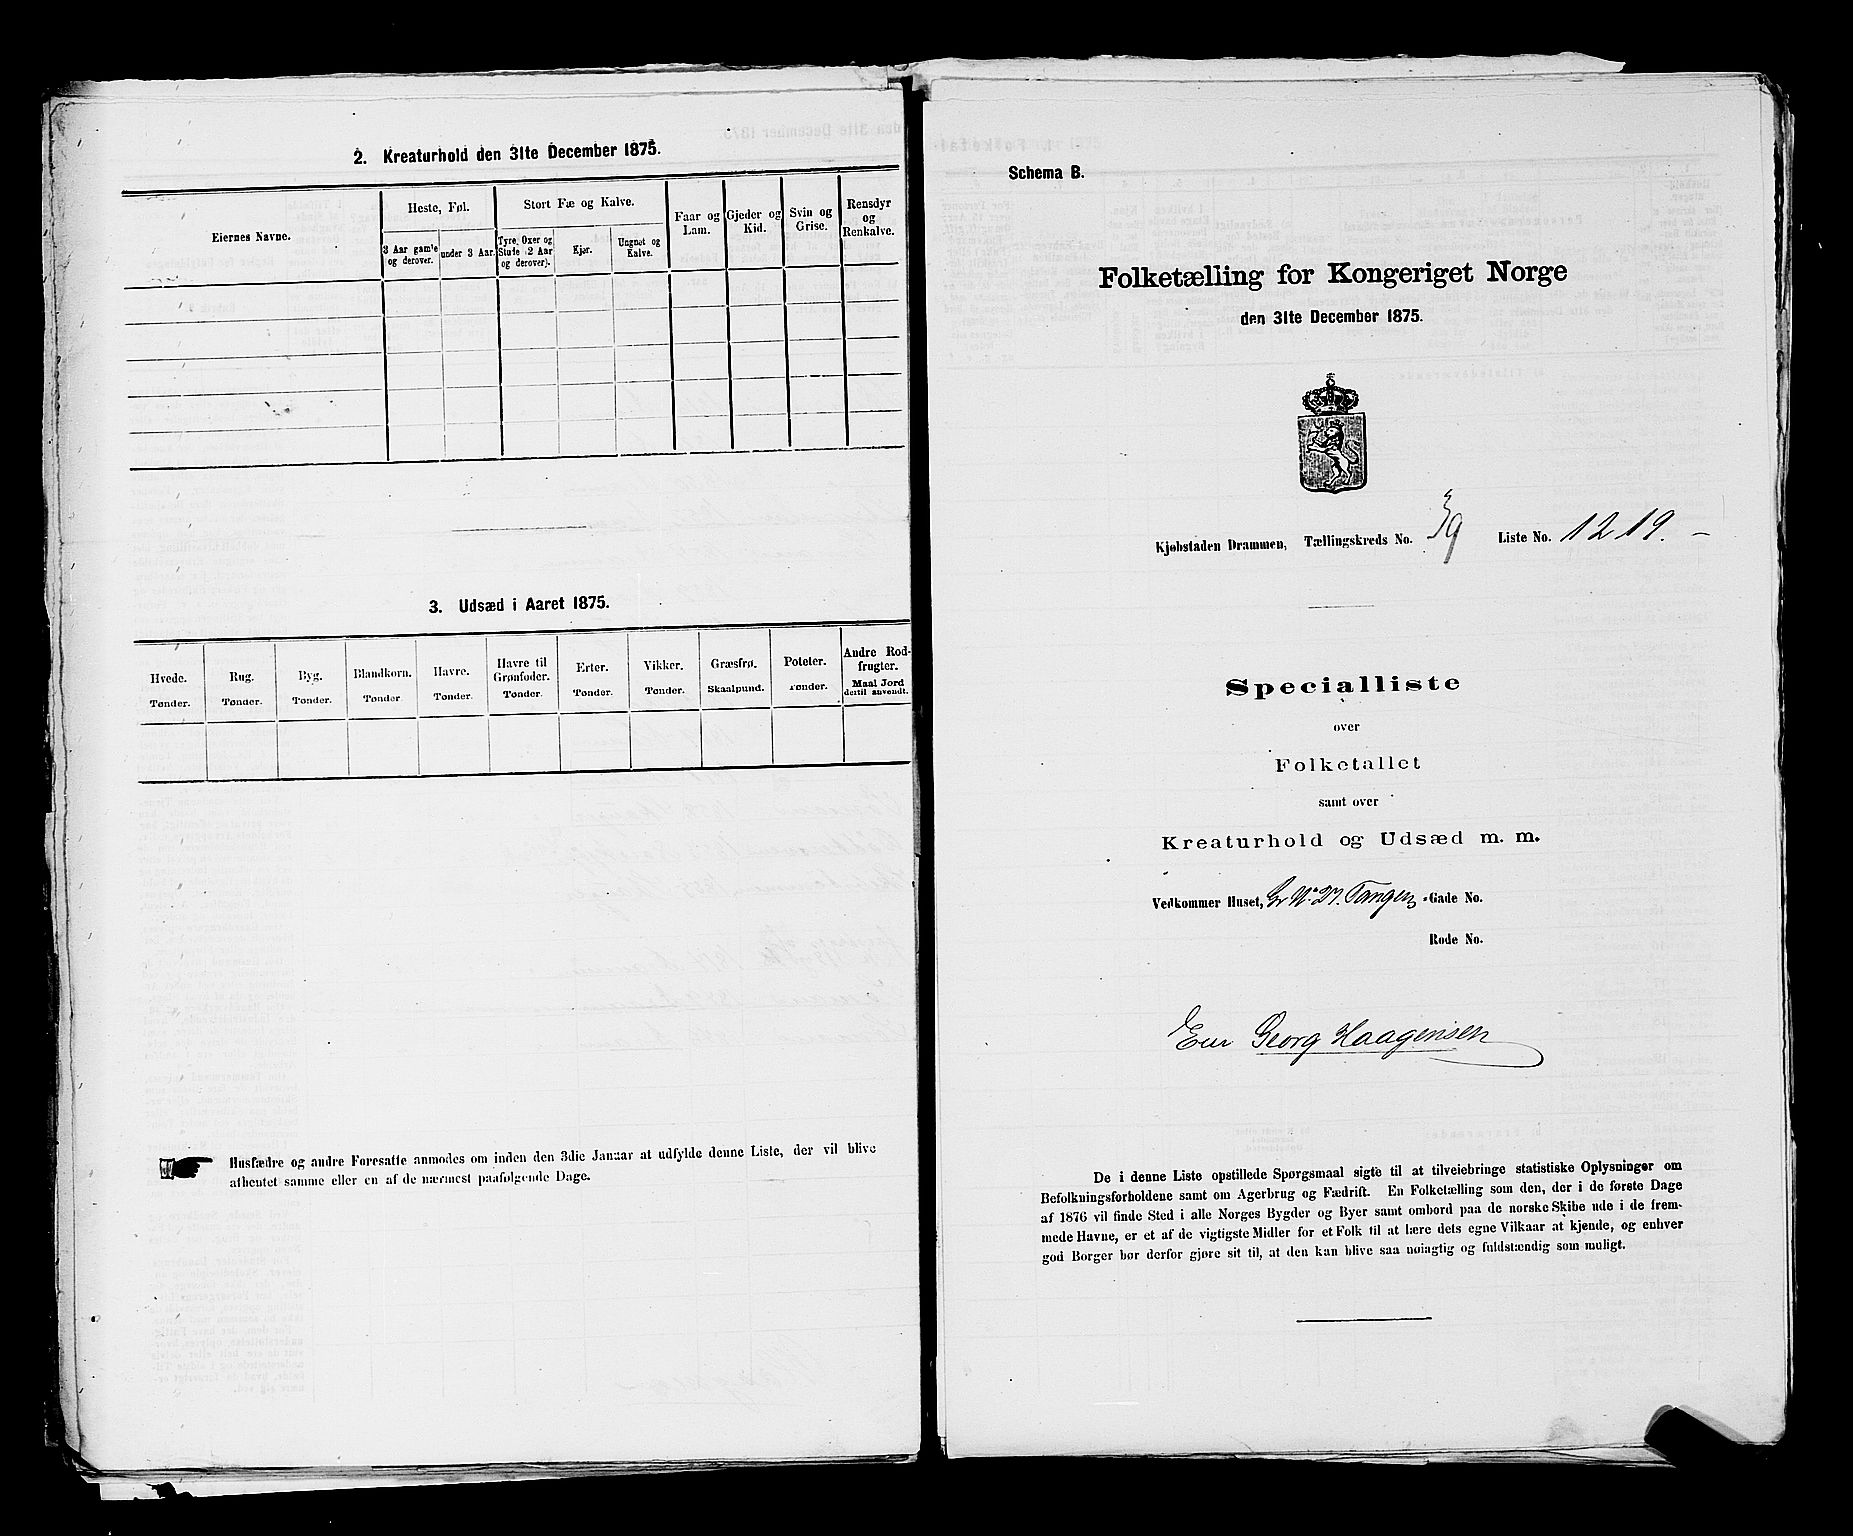 2. Kreaturhold den 31te December 1875.
Eiernes Navne.
Heste, Føl.
3 Aar gamle og derover.
under 3 Aar.
Stort Fæ og Kalve.
Tyre, Oxer og Stude (2 Aar og derover).
Kjør.
Ungnøt og Kalve.
Faar og Lam.
Gjeder og Kid.
Svin og Grise.
Rensdyr og Renkalve.
3. Udsæd i Aaret 1875.
Hvede. Tønder.
Rug. Tønder.
Byg. Tønder.
Blandkorn. Tønder.
Havre. Tønder.
Havre til Grønfoder. Tønder.
Erter. Tønder.
Vikker. Tønder.
Græsfrø. Skaalpund.
Poteter. Tønder.
Andre Rodfrugter. Maal Jord dertil anvendt.
Husfædre og andre Foresatte anmodes om inden den 3die Januar at udfylde denne Liste, der vil blive
afhentet samme eller en af de nærmest paafølgende Dage.
Schema B.
Folketælling for Kongeriget Norge
den 31te December 1875.
Kjøbstaden Drammen, Tællingskreds No. 39 Liste No. 1219.
Specialliste
over
Folketallet
samt over
Kreaturhold og Udsæd m. m.
Vedkommer Huset, Gr No 27. Tangen -Gade No.
Rode No.
Eier Georg Haagensen
De i denne Liste opstillede Spørgsmaal sigte til at tilveiebringe statistiske Oplysninger om
Befolkningsforholdene samt om Agerbrug og Fædrift. En Folketælling som den, der i de første Dage
af 1876 vil finde Sted i alle Norges Bygder og Byer samt ombord paa de norske Skibe ude i de frem-
mede Havne, er et af de vigtigste Midler for et Folk til at lære dets egne Vilkaar at kjende, og enhver
god Borger bør derfor gjøre sit til, at den kan blive saa nøiagtig og fuldstændig som muligt.